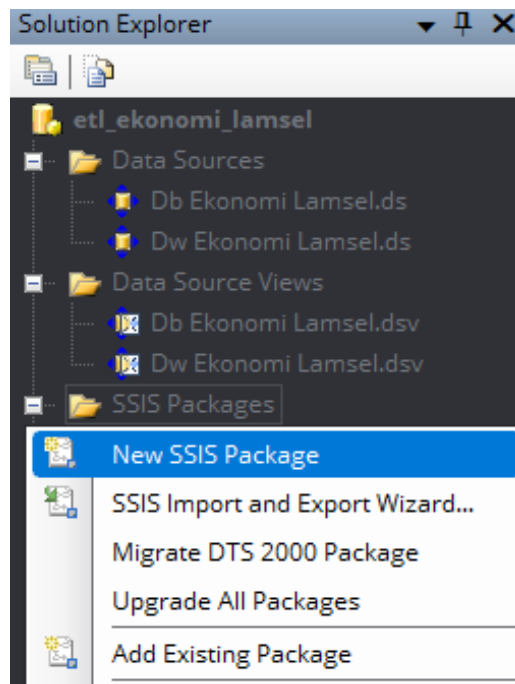 Solution Explorer
etl_ekonomi_lamsel
Data Sources
Db Ekonomi Lamsel.ds
Dw Ekonomi Lamsel.ds
Data Source Views
Db Ekonomi Lamsel.dsv
Dw Ekonomi Lamsel.dsv
SSIS Packages
New SSIS Package
SSIS Import and Export Wizard...
Migrate DTS 2000 Package
Upgrade All Packages
Add Existing Package